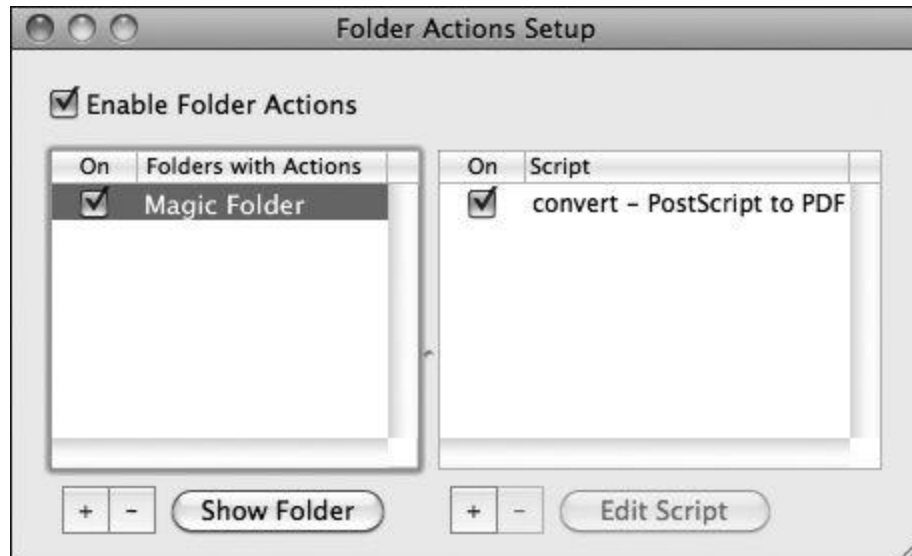 Folder Actions Setup
Enable Folder Actions
On Folders with Actions
Magic Folder
On Script
convert – PostScript to PDF
+ – Show Folder
+ – Edit Script